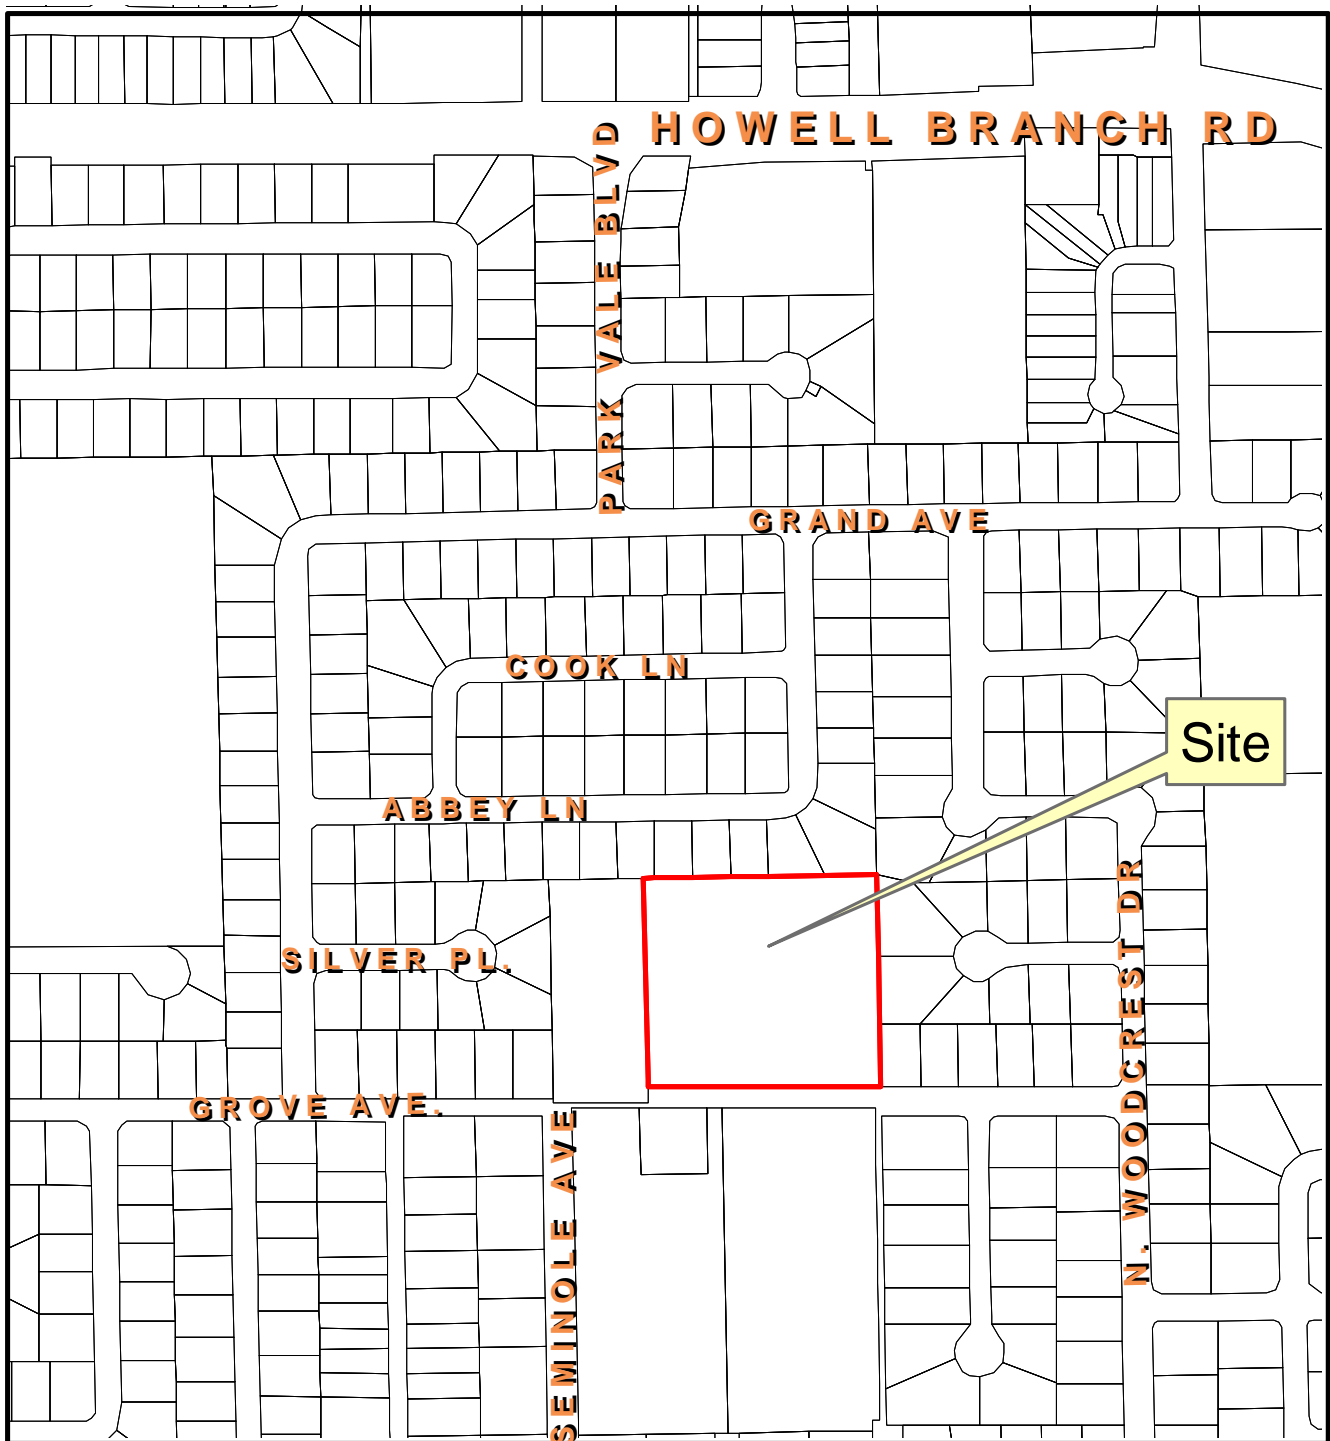 HOWELL BRANCH RD
PARK VALE BLVD
GRAND AVE
COOK LN
Site
ABBEY LN
N. WOODCREST DR
SILVER PL.
GROVE AVE.
SEMINOLE AVE